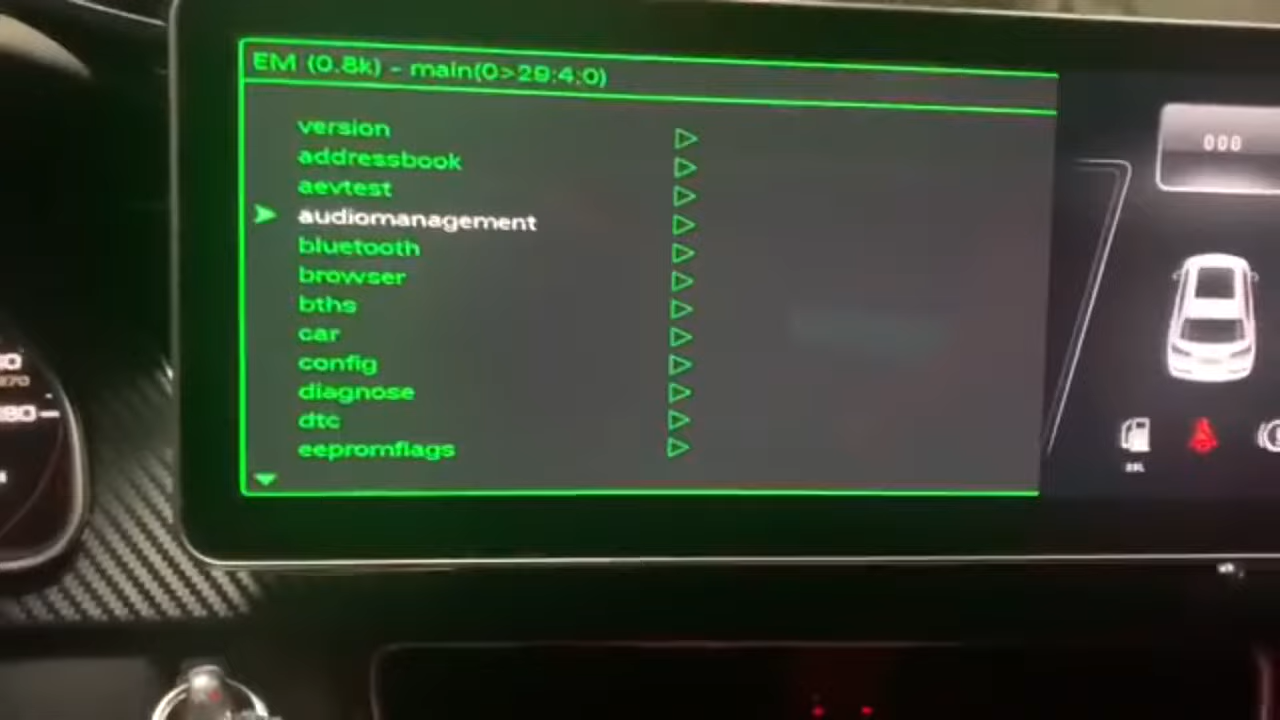 EM (0.8k) - main(0>29:4:0)
version
addressbook
aevtest
audiomanagement
bluetooth
browser
bths
car
config
diagnose
dtc
eepromflags
000
270